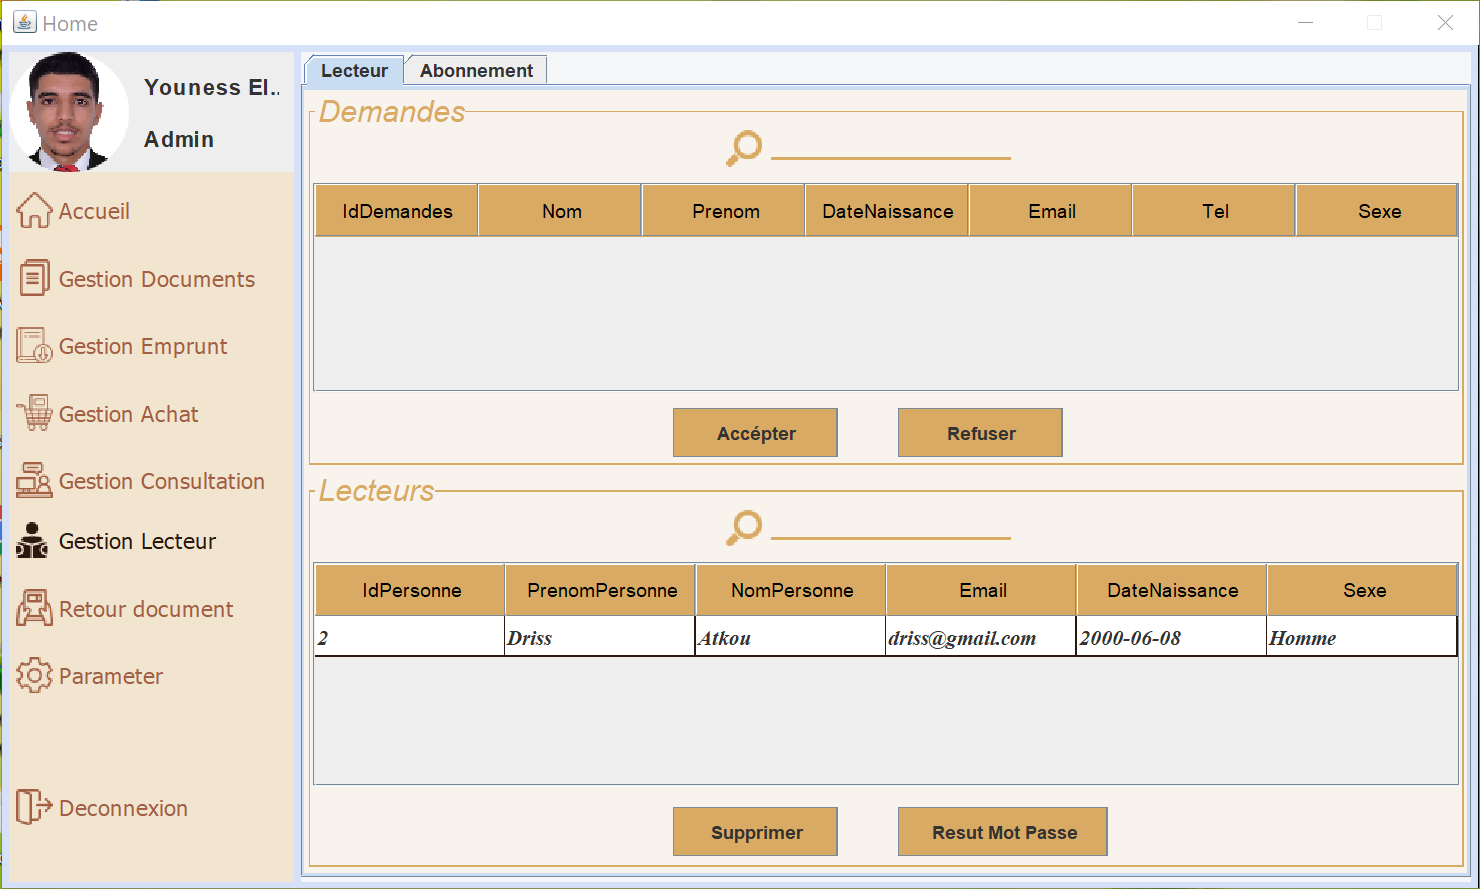 Home
Youness El..
Admin
Accueil
Gestion Documents
Gestion Emprunt
Gestion Achat
Gestion Consultation
Gestion Lecteur
Retour document
Parameter
Deconnexion
Lecteur Abonnement
Demandes
IdDemandes Nom Prenom DateNaissance Email Tel Sexe
Accépter Refuser
Lecteurs
IdPersonne PrenomPersonne NomPersonne Email DateNaissance Sexe
2 Driss Atkou driss@gmail.com 2000-06-08 Homme
Supprimer Resut Mot Passe